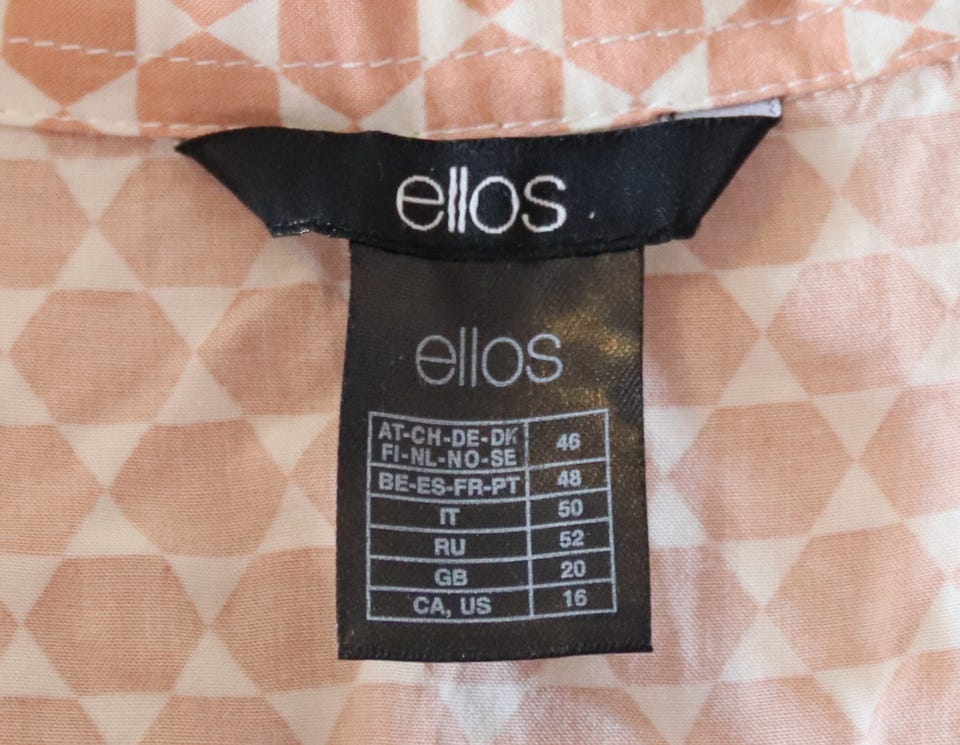 ellos
ellos
AT-CH-DE-DK
FI-NL-NO-SE 46
BE-ES-FR-PT 48
IT 50
RU 52
GB 20
CA, US 16